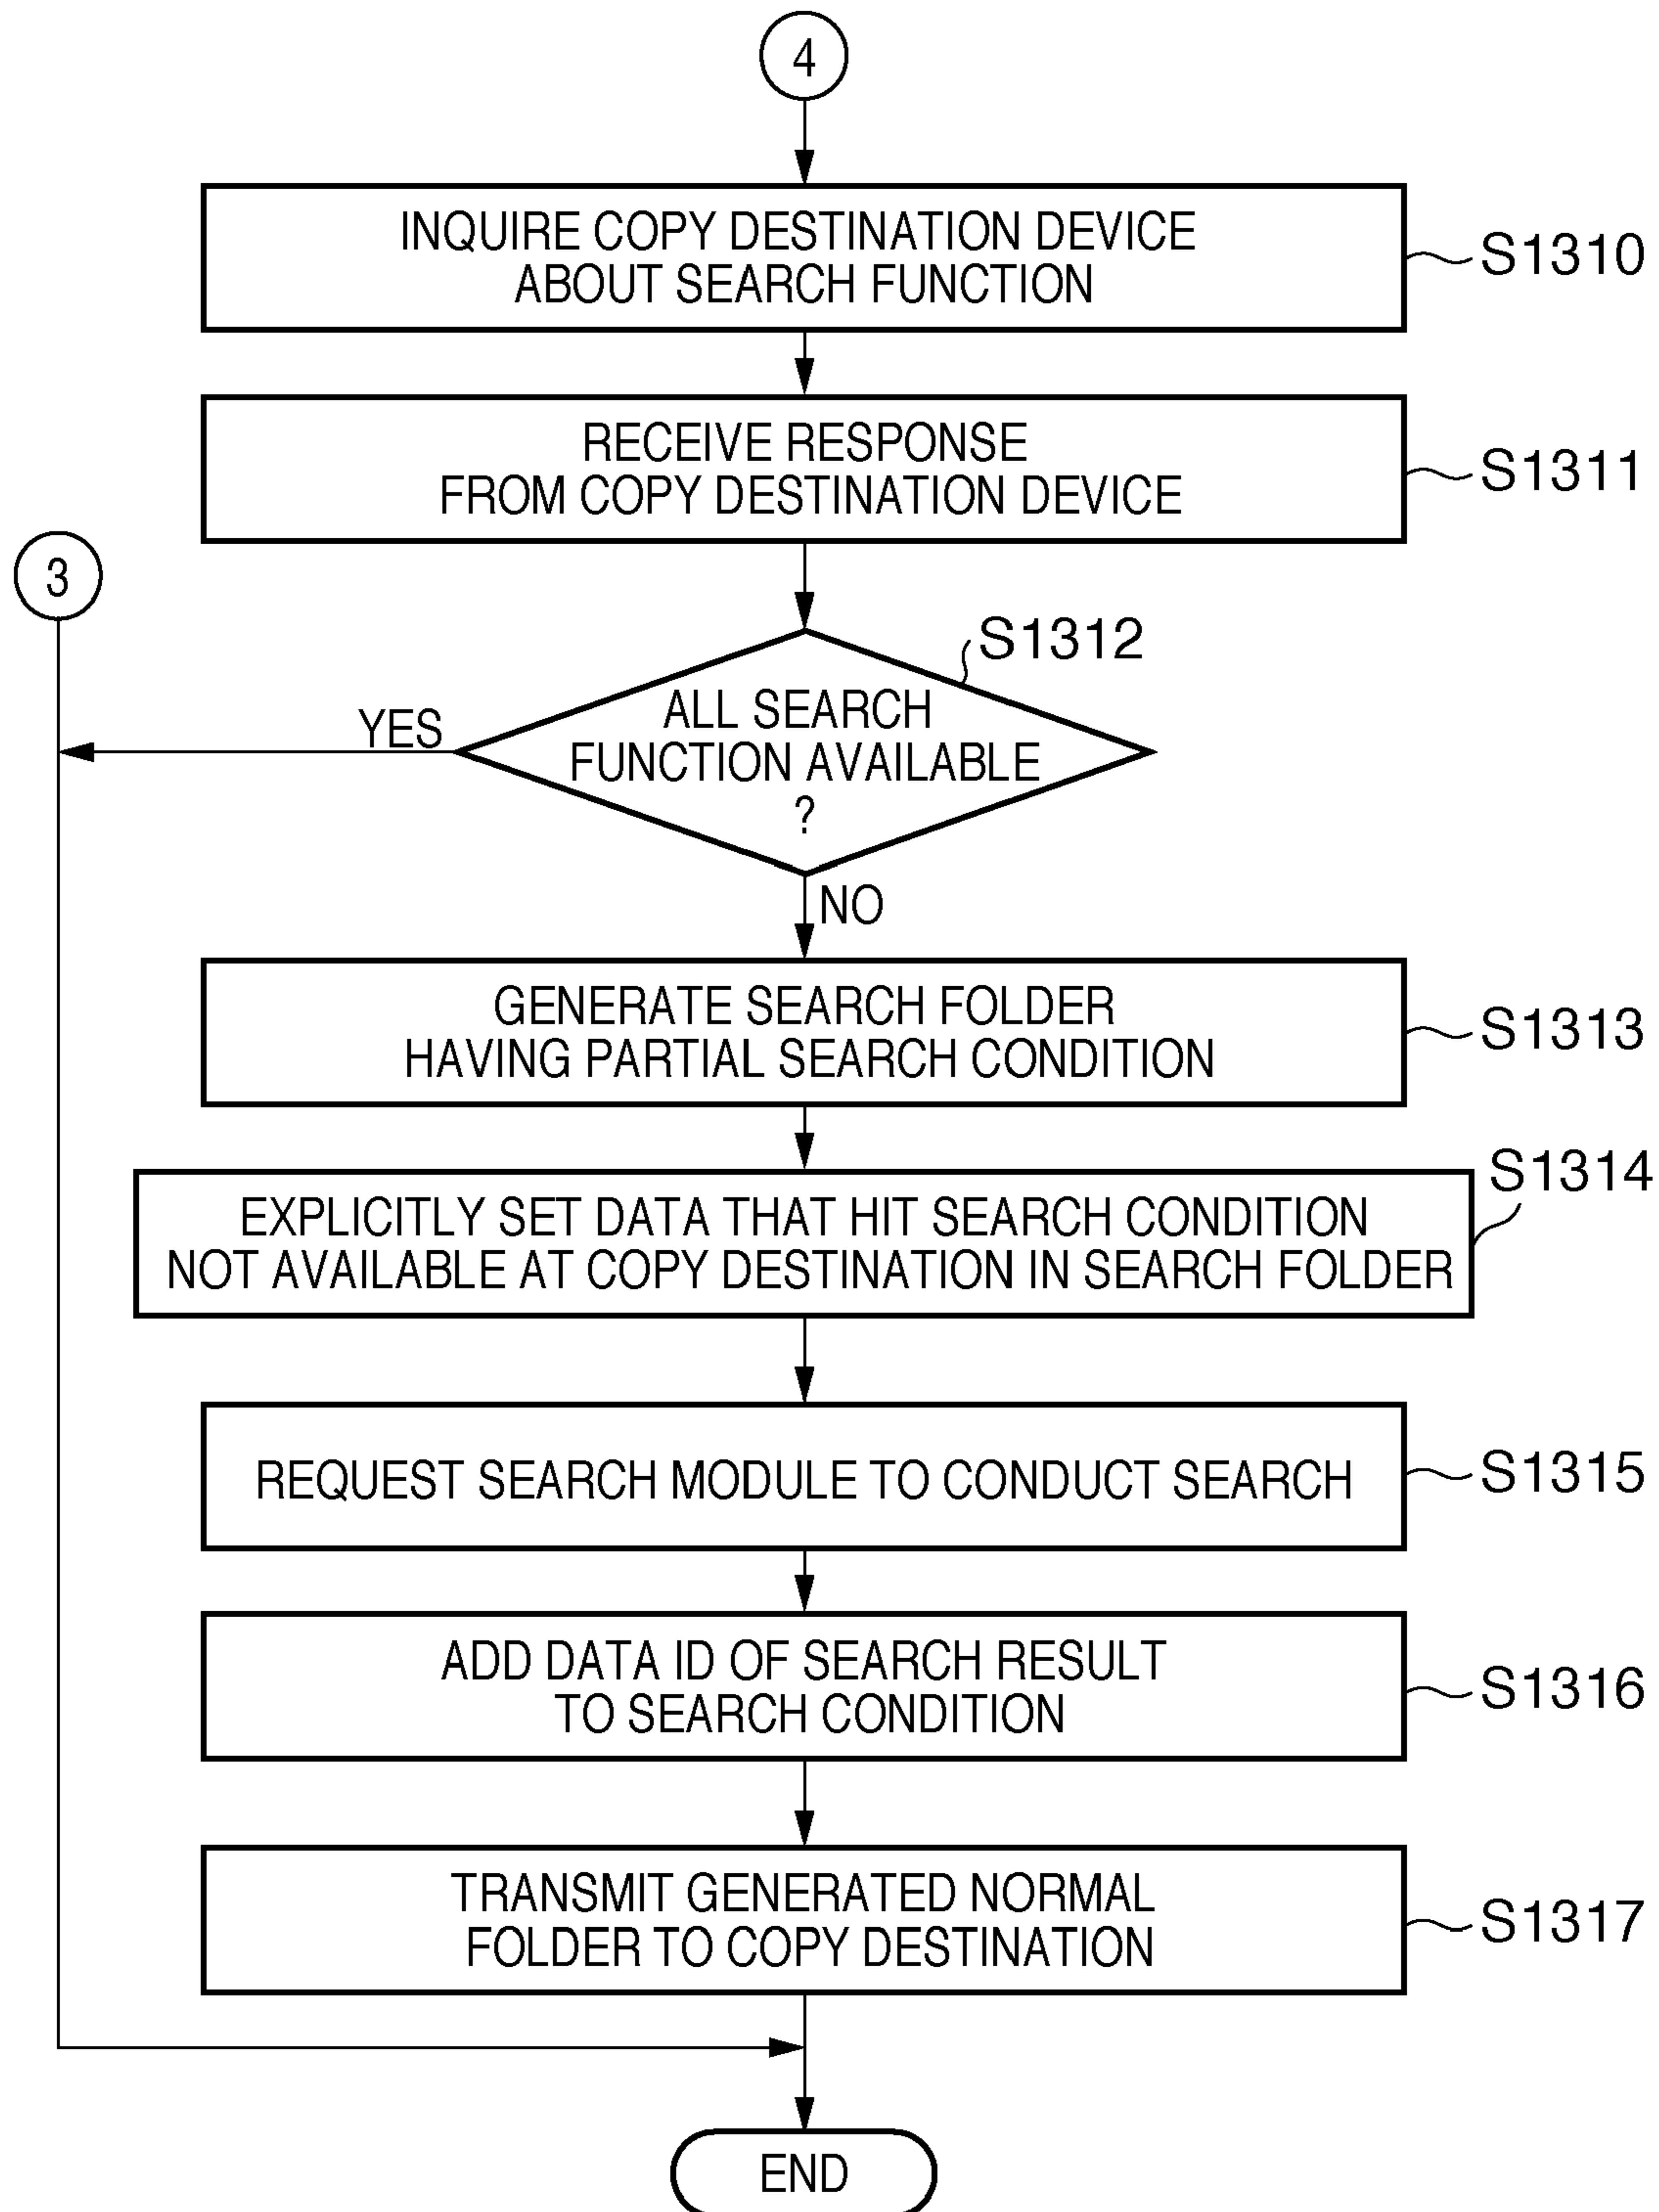 4
INQUIRE COPY DESTINATION DEVICE
ABOUT SEARCH FUNCTION
S1310
RECEIVE RESPONSE
FROM COPY DESTINATION DEVICE
S1311
3
S1312
ALL SEARCH
FUNCTION AVAILABLE
?
YES
NO
GENERATE SEARCH FOLDER
HAVING PARTIAL SEARCH CONDITION
S1313
EXPLICITLY SET DATA THAT HIT SEARCH CONDITION
NOT AVAILABLE AT COPY DESTINATION IN SEARCH FOLDER
S1314
REQUEST SEARCH MODULE TO CONDUCT SEARCH
S1315
ADD DATA ID OF SEARCH RESULT
TO SEARCH CONDITION
S1316
TRANSMIT GENERATED NORMAL
FOLDER TO COPY DESTINATION
S1317
END